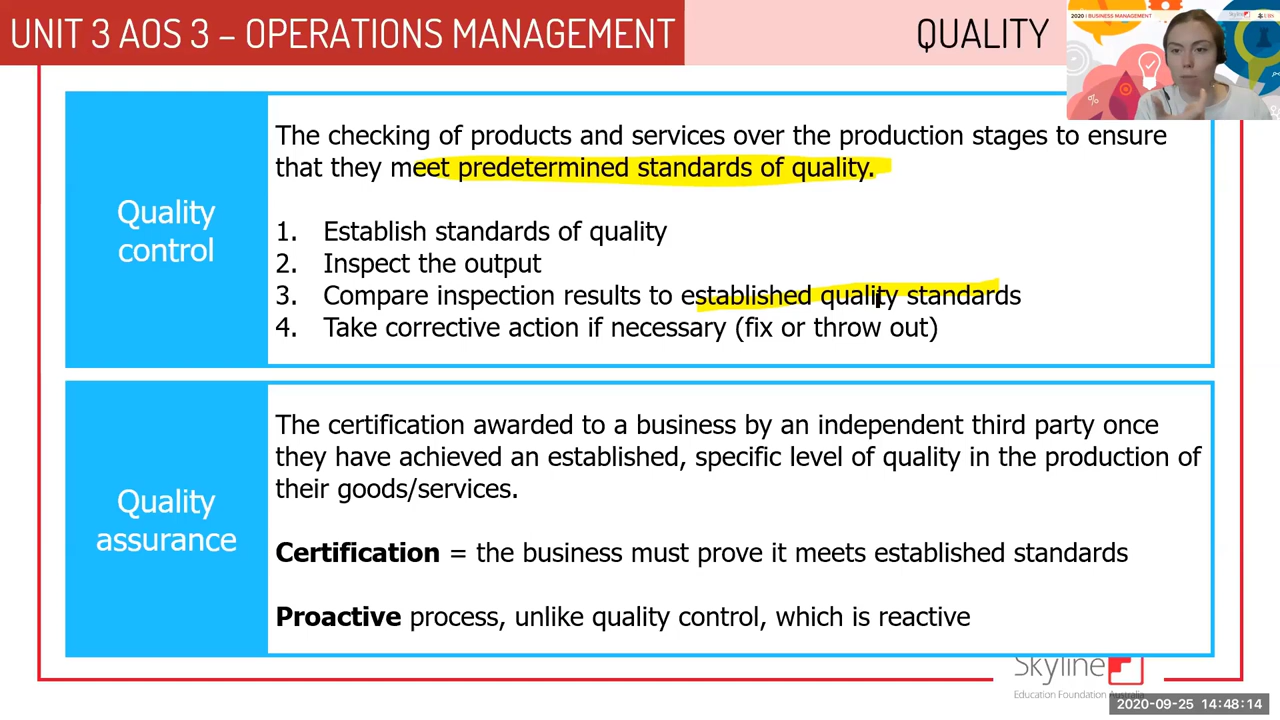 UNIT 3 AOS 3 – OPERATIONS MANAGEMENT
QUALITY
2020 | BUSINESS MANAGEMENT
Skyline
%
Quality
control
The checking of products and services over the production stages to ensure
that they meet predetermined standards of quality.
1. Establish standards of quality
2. Inspect the output
3. Compare inspection results to established quality standards
4. Take corrective action if necessary (fix or throw out)
Quality
assurance
The certification awarded to a business by an independent third party once
they have achieved an established, specific level of quality in the production of
their goods/services.
Certification = the business must prove it meets established standards
Proactive process, unlike quality control, which is reactive
Skyline
Education Foundation Australia
2020-09-25 14:48:14